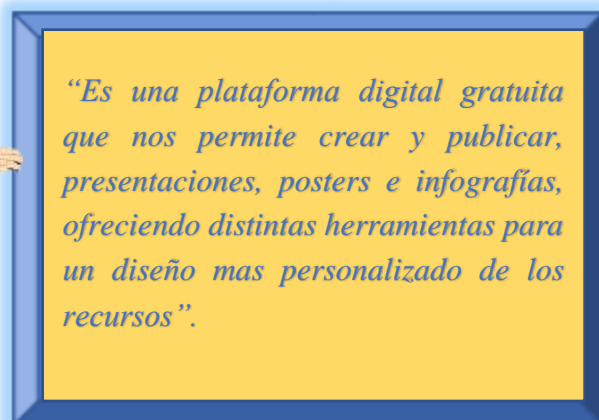 “Es una plataforma digital gratuita
que nos permite crear y publicar,
presentaciones, posters e infografías,
ofreciendo distintas herramientas para
un diseño mas personalizado de los
recursos”.